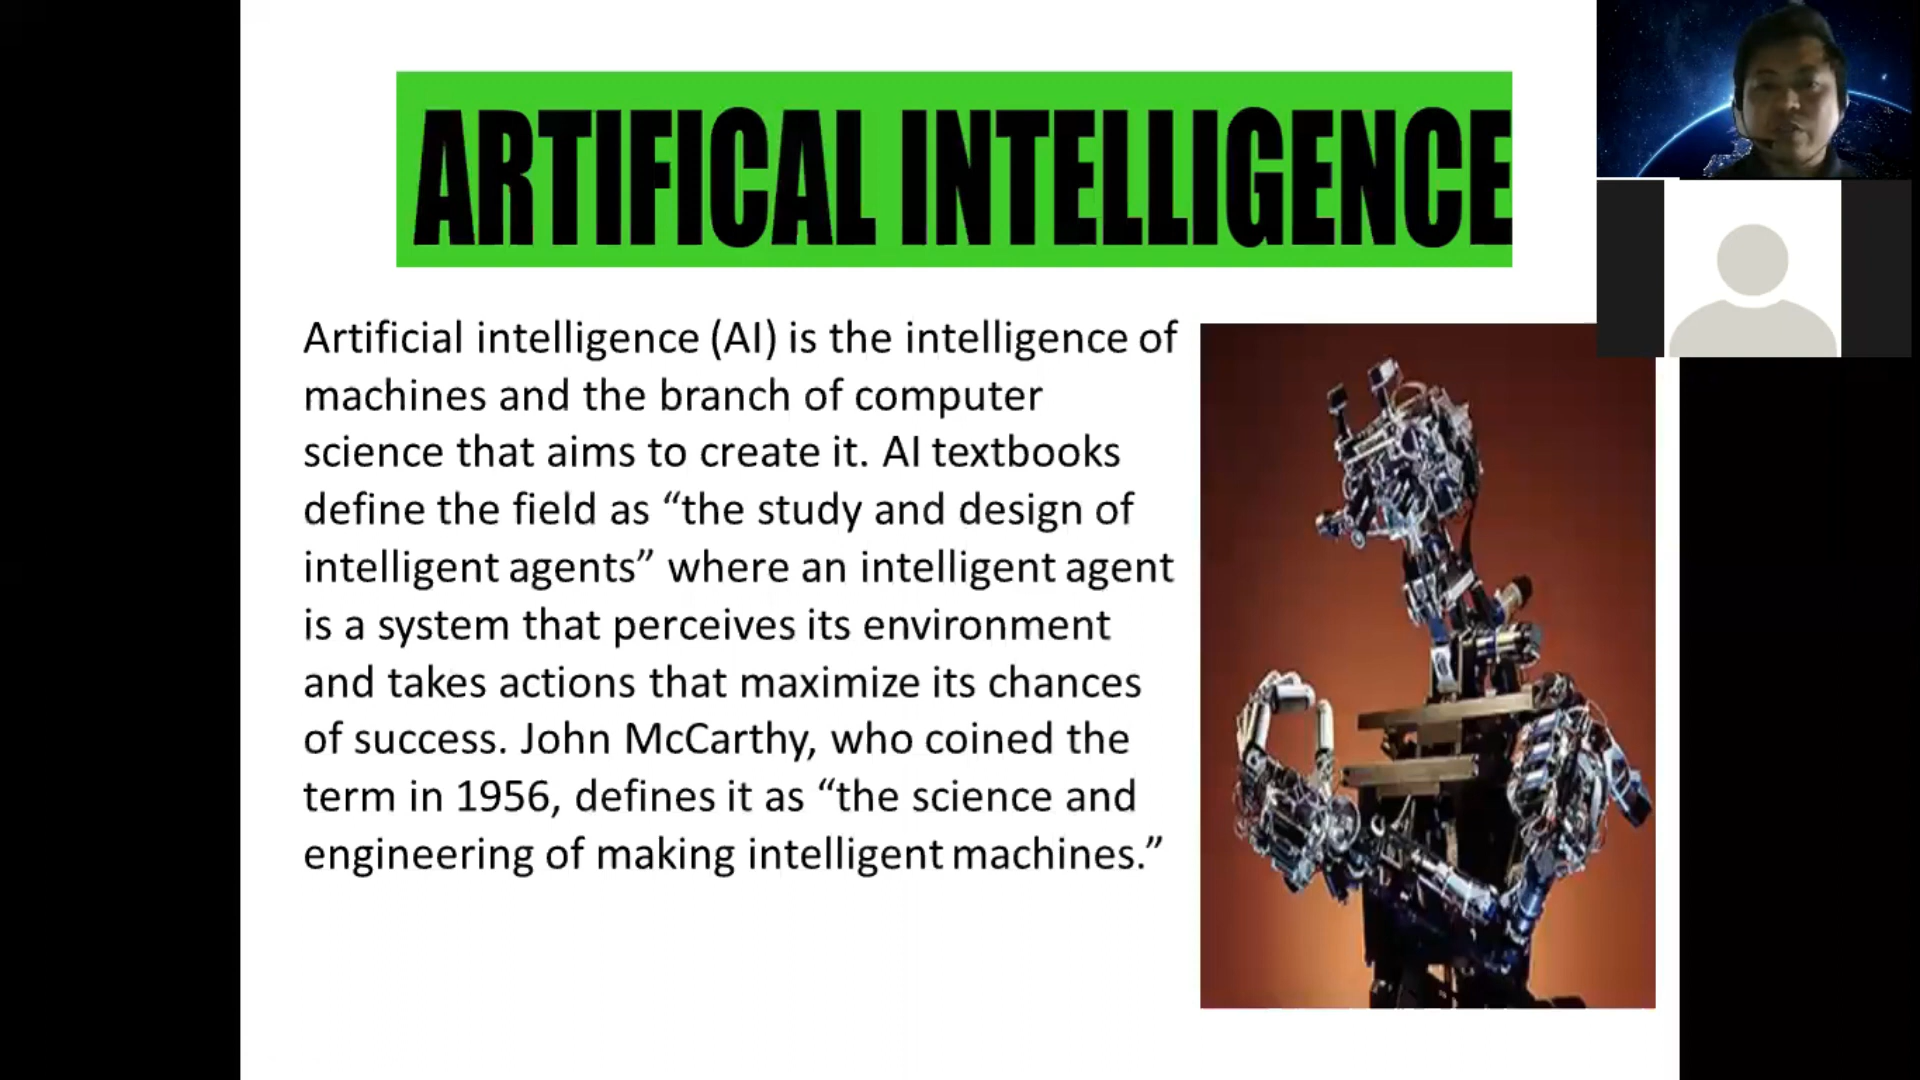 ARTIFICAL INTELLIGENCE
Artificial intelligence (AI) is the intelligence of
machines and the branch of computer
science that aims to create it. AI textbooks
define the field as “the study and design of
intelligent agents” where an intelligent agent
is a system that perceives its environment
and takes actions that maximize its chances
of success. John McCarthy, who coined the
term in 1956, defines it as “the science and
engineering of making intelligent machines.”